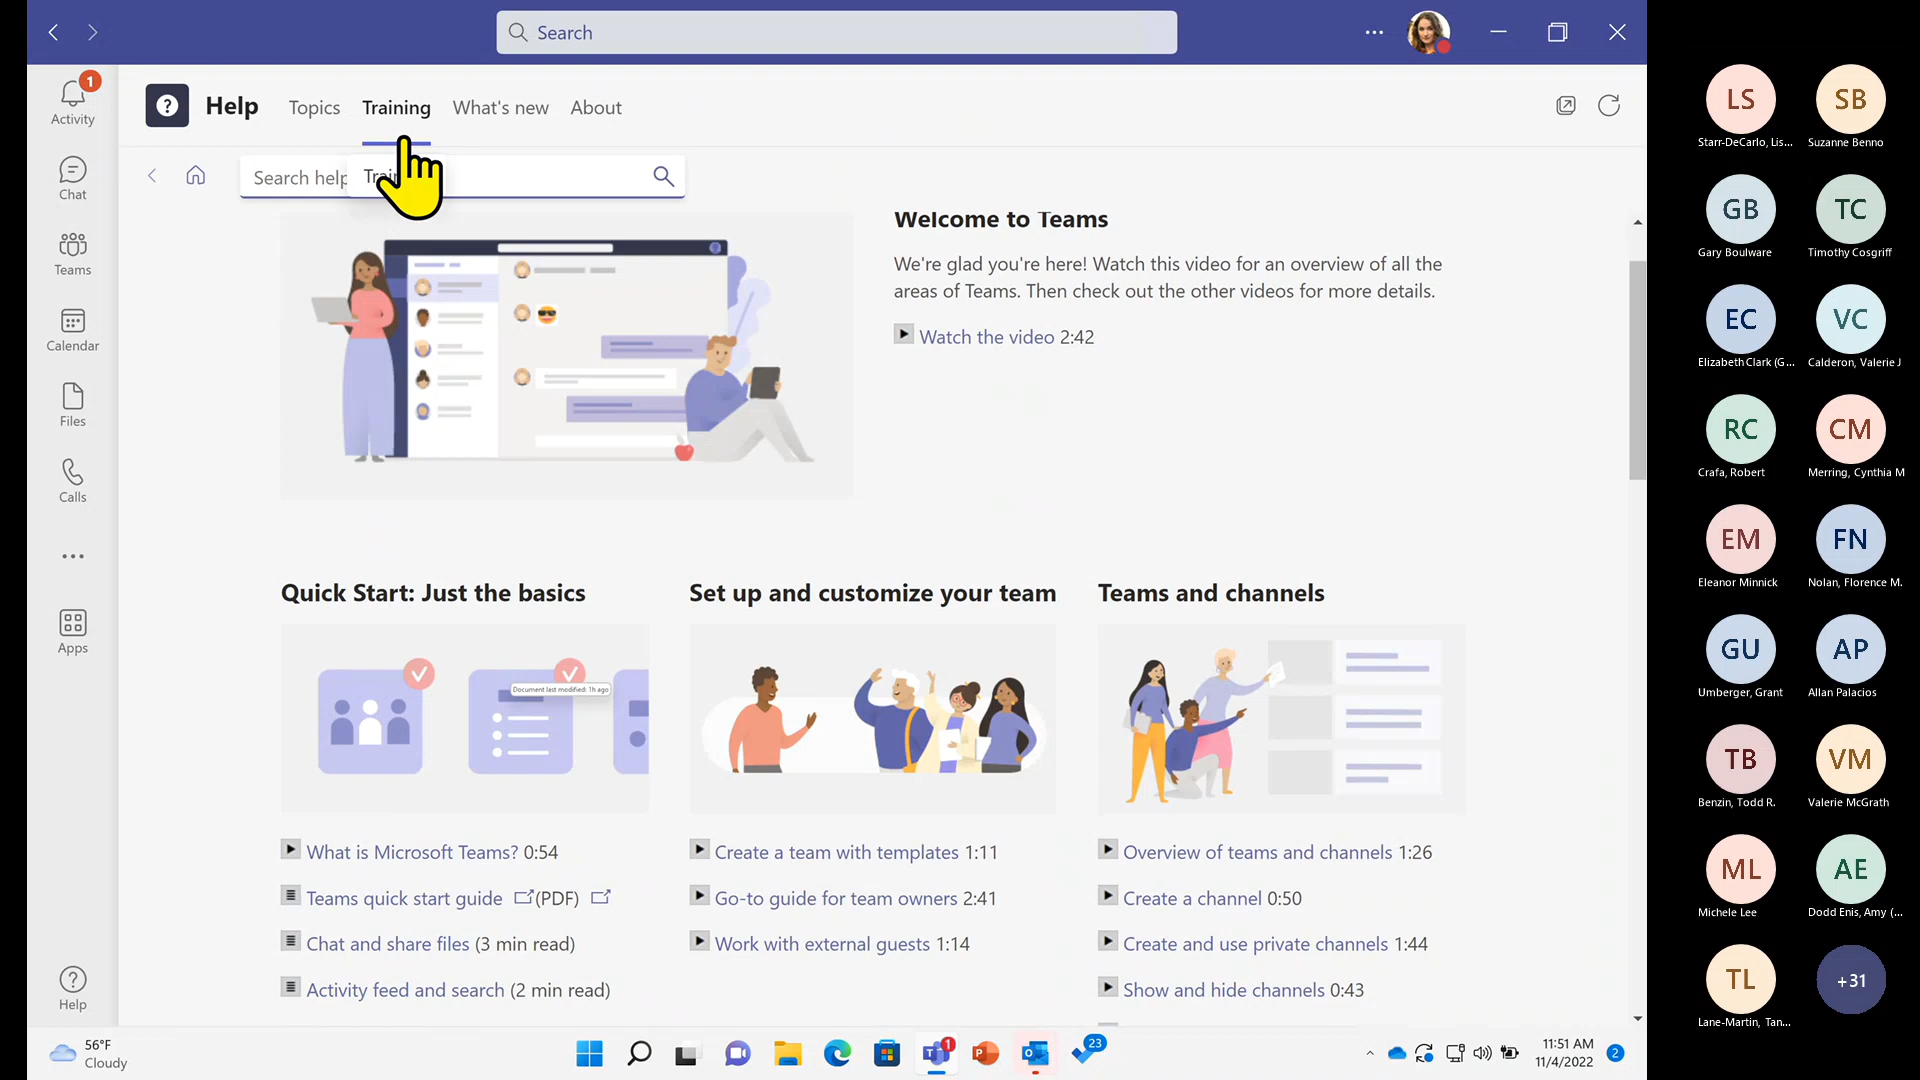 Search
1
Activity
Chat
Teams
Calendar
Files
Calls
Apps
Help
Help
Topics
Training
What's new
About
Search help
Welcome to Teams
We're glad you're here! Watch this video for an overview of all the
areas of Teams. Then check out the other videos for more details.
Watch the video 2:42
Quick Start: Just the basics
Document last modified: 1h ago
What is Microsoft Teams? 0:54
Teams quick start guide (PDF)
Chat and share files (3 min read)
Activity feed and search (2 min read)
Set up and customize your team
Create a team with templates 1:11
Go-to guide for team owners 2:41
Work with external guests 1:14
Teams and channels
Overview of teams and channels 1:26
Create a channel 0:50
Create and use private channels 1:44
Show and hide channels 0:43
56°F
Cloudy
1
23
11:51 AM
11/4/2022
2
LS
Starr-DeCarlo, Lis...
SB
Suzanne Benno
GB
Gary Boulware
TC
Timothy Cosgriff
EC
Elizabeth Clark (G...
VC
Calderon, Valerie J
RC
Crafa, Robert
CM
Merring, Cynthia M
EM
Eleanor Minnick
FN
Nolan, Florence M.
GU
Umberger, Grant
AP
Allan Palacios
TB
Benzin, Todd R.
VM
Valerie McGrath
ML
Michele Lee
AE
Dodd Enis, Amy (...
TL
Lane-Martin, Tan...
+31